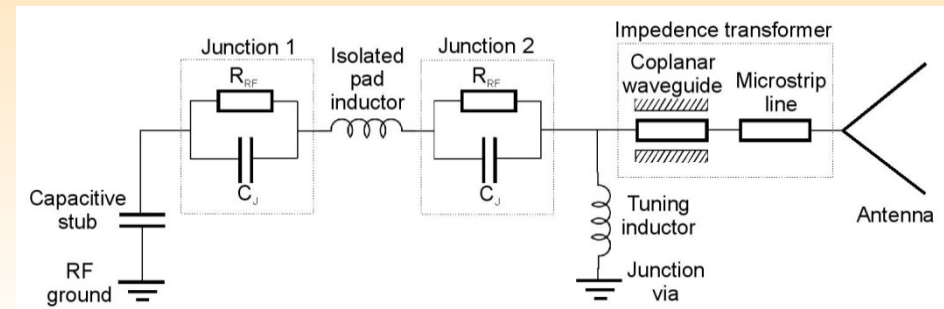 Impedence transformer
Junction 1
Isolated
pad
inductor
Junction 2
Coplanar
waveguide
Microstrip
line
R_RF
R_RF
C_J
C_J
Capacitive
stub
RF
ground
Tuning
inductor
Junction
via
Antenna